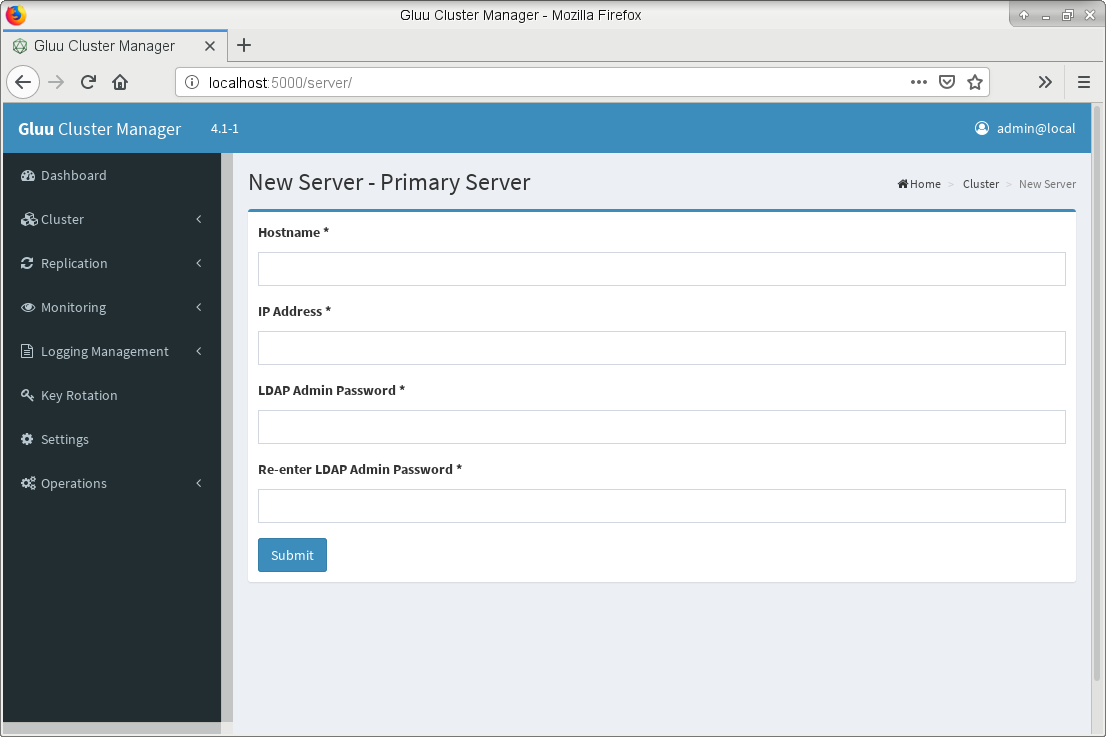 Gluu Cluster Manager - Mozilla Firefox
Gluu Cluster Manager
localhost:5000/server/
Gluu Cluster Manager 4.1-1 admin@local
Dashboard
Cluster
Replication
Monitoring
Logging Management
Key Rotation
Settings
Operations
New Server - Primary Server
Home > Cluster > New Server
Hostname *
IP Address *
LDAP Admin Password *
Re-enter LDAP Admin Password *
Submit